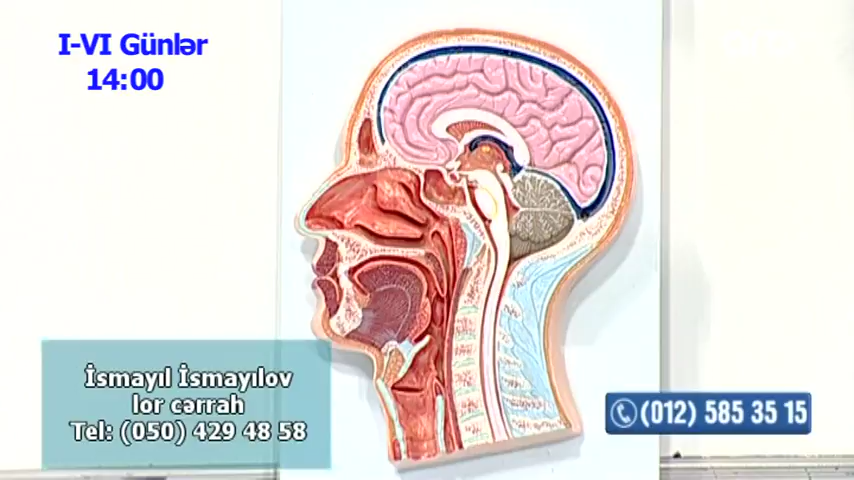 I-VI Günlər
14:00
İsmayıl İsmayılov
lor cərrah
Tel: (050) 429 48 58
(012) 585 35 15